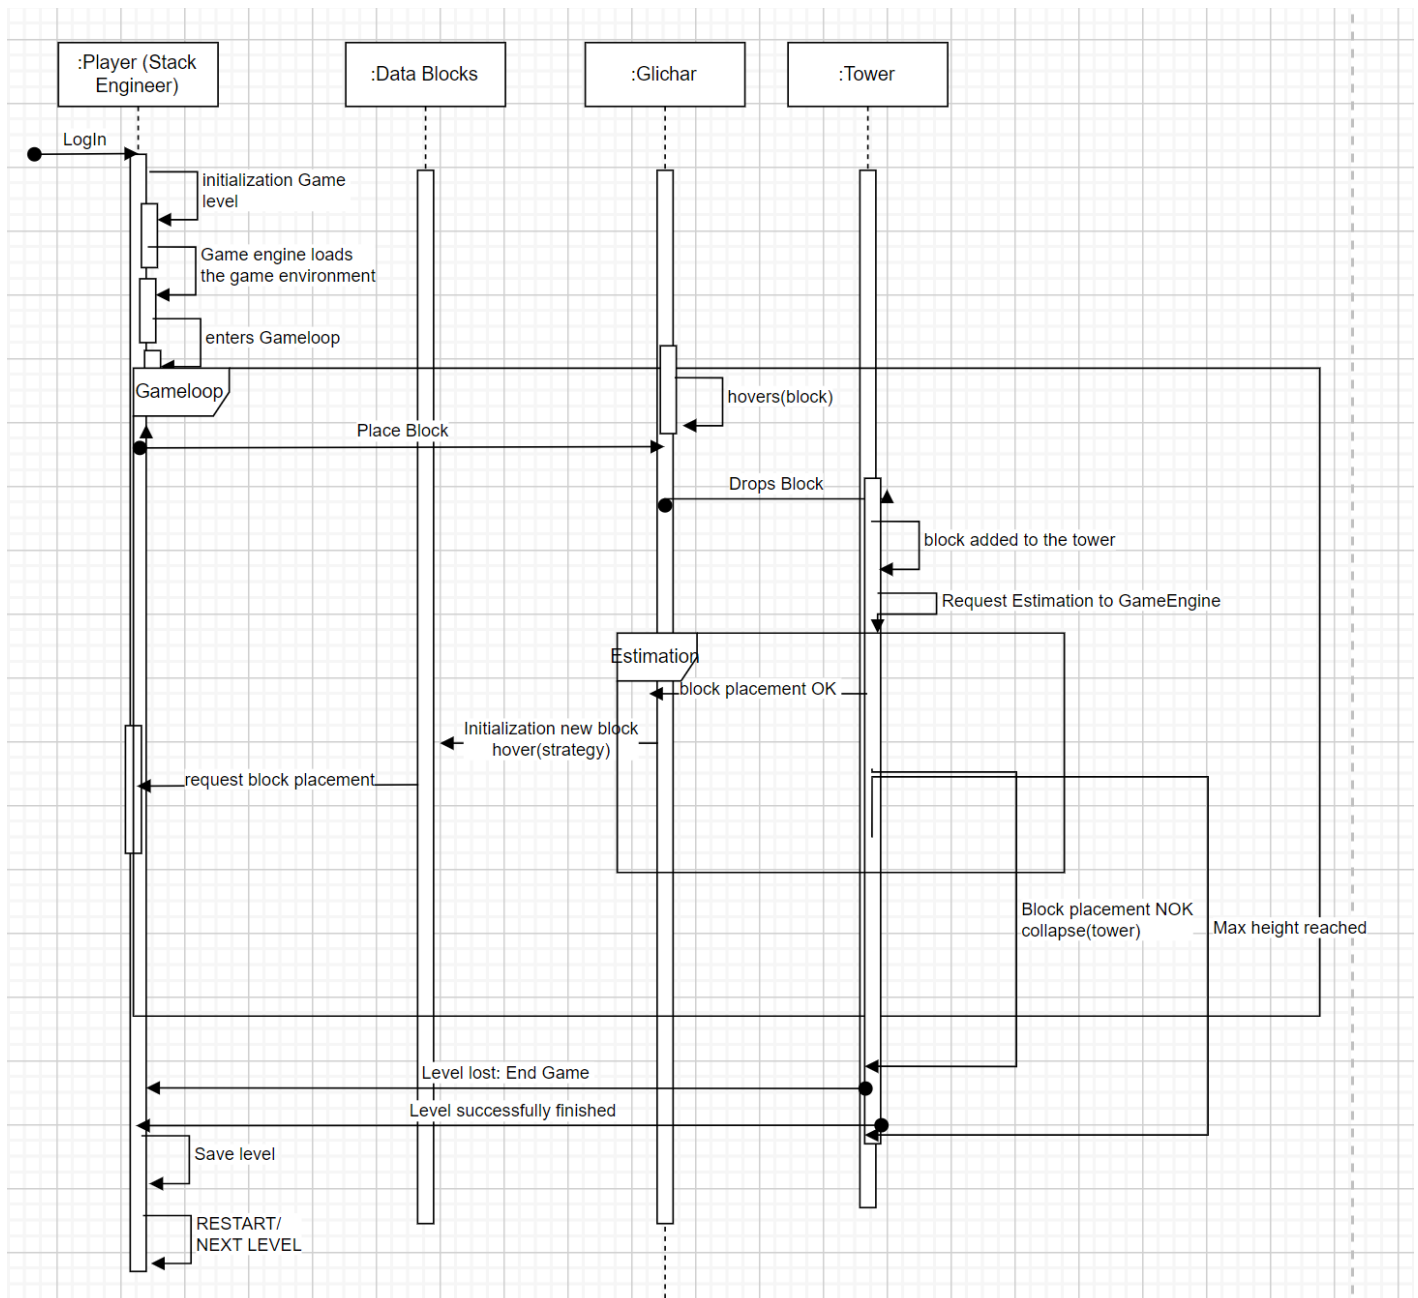 :Player (Stack
Engineer)
:Data Blocks
:Glichar
:Tower
LogIn
initialization Game
level
Game engine loads
the game environment
enters Gameloop
Gameloop
hovers(block)
Place Block
Drops Block
block added to the tower
Request Estimation to GameEngine
Estimation
block placement OK
Initialization new block
hover(strategy)
request block placement
Block placement NOK
collapse(tower)
Max height reached
Level lost: End Game
Level successfully finished
Save level
RESTART/
NEXT LEVEL